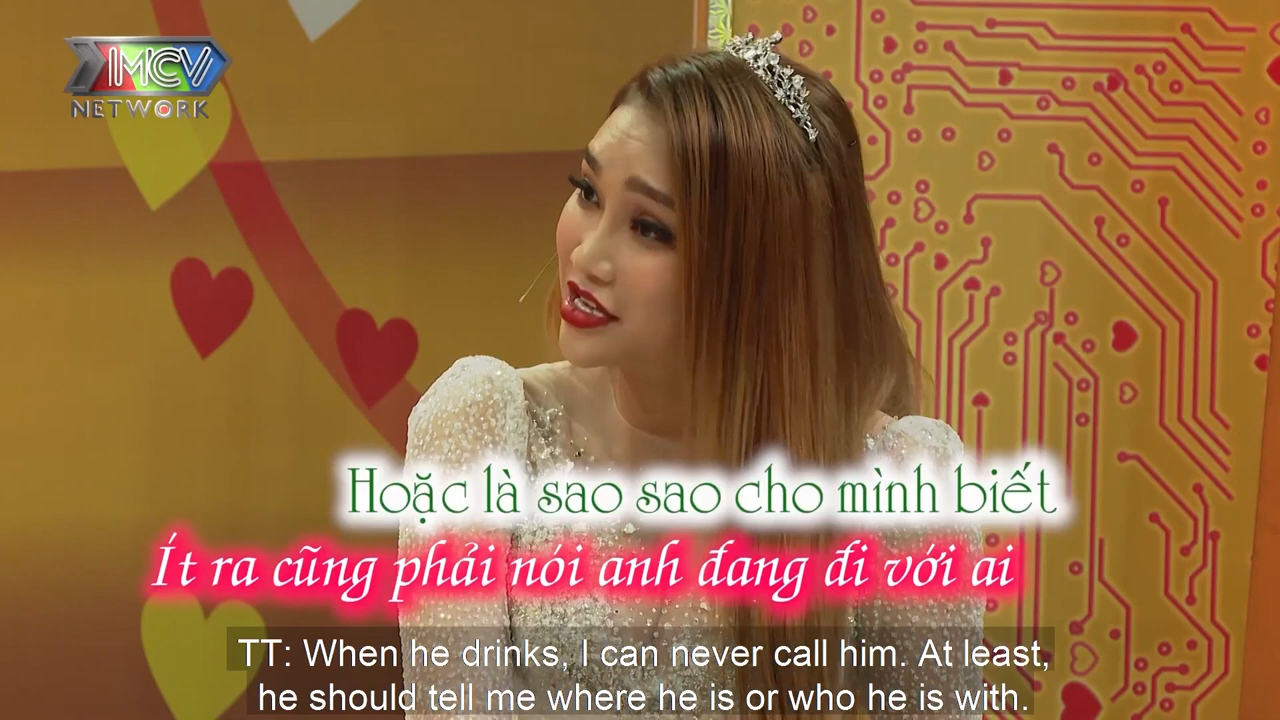 MCV
NETWORK
Hoặc là sao sao cho mình biết
Ít ra cũng phải nói anh đang đi với ai
TT: When he drinks, I can never call him. At least,
he should tell me where he is or who he is with.